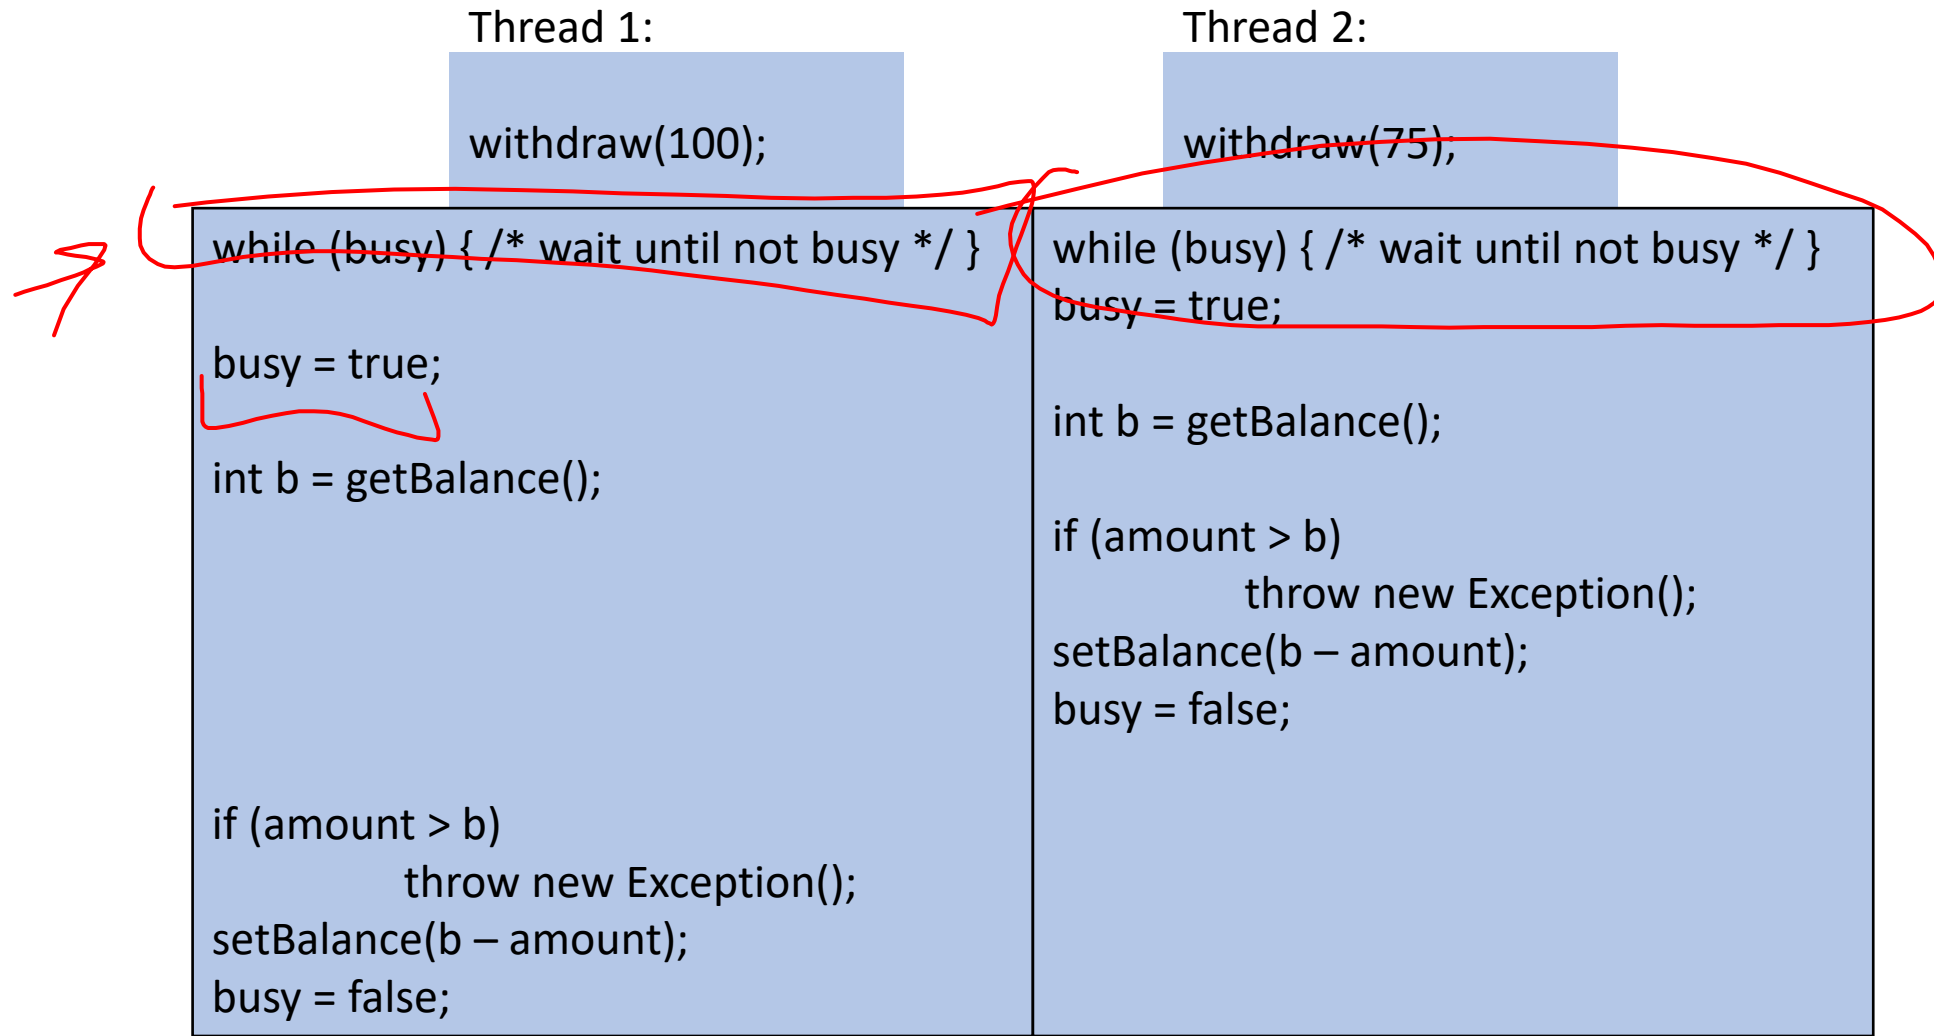 Thread 1:
withdraw(100);
while (busy) { /* wait until not busy */ }
busy = true;
int b = getBalance();
if (amount > b)
throw new Exception();
setBalance(b – amount);
busy = false;
Thread 2:
withdraw(75);
while (busy) { /* wait until not busy */ }
busy = true;
int b = getBalance();
if (amount > b)
throw new Exception();
setBalance(b – amount);
busy = false;